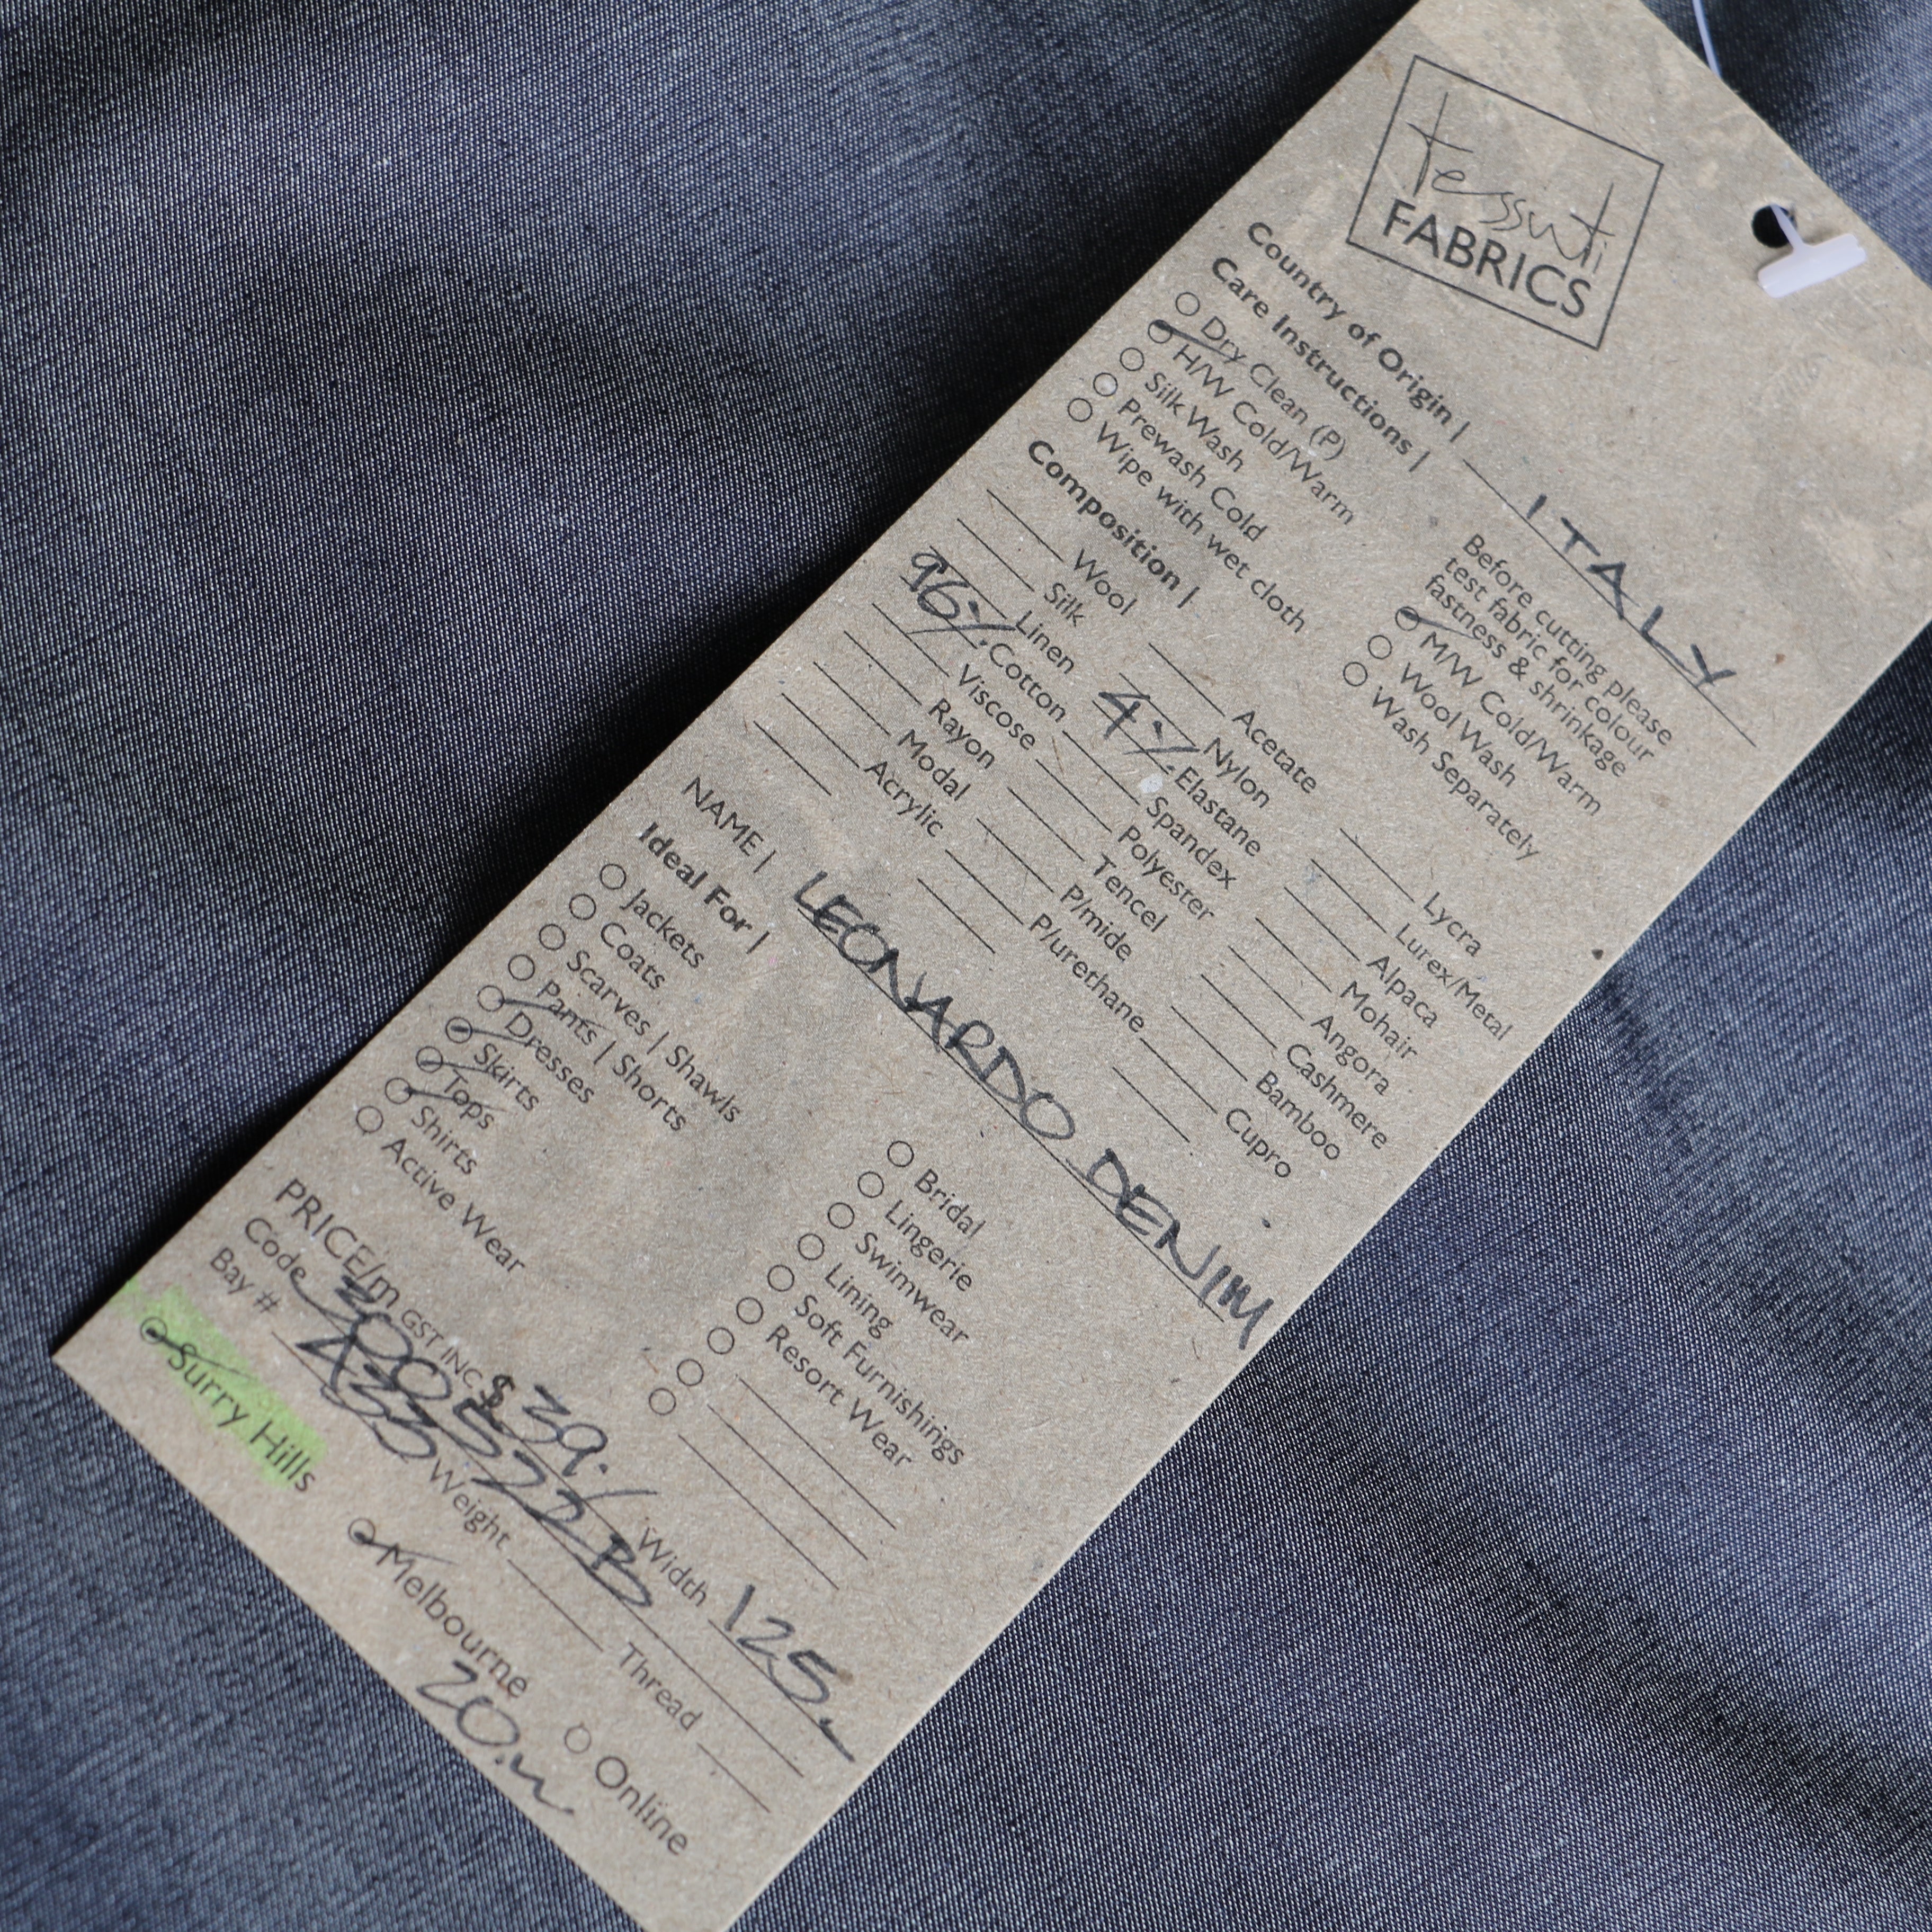 tessuti
FABRICS
Country of Origin | ITALY
Care Instructions |
Before cutting please
test fabric for colour
fastness & shrinkage
Dry Clean (P)
H/W Cold/Warm
Silk Wash
Prewash Cold
Wipe with wet cloth
M/W Cold/Warm
Wool Wash
Wash Separately
Composition |
Wool
Silk
Linen
96% Cotton
Viscose
Rayon
Modal
Acrylic
Acetate
Nylon
4% Elastane
Spandex
Polyester
Tencel
P/mide
P/urethane
Lycra
Lurex/Metal
Alpaca
Mohair
Angora
Cashmere
Bamboo
Cupro
NAME | LEONARDO DENIM
Ideal For |
Jackets
Coats
Scarves | Shawls
Pants | Shorts
Dresses
Skirts
Tops
Shirts
Active Wear
Bridal
Lingerie
Swimwear
Lining
Soft Furnishings
Resort Wear
PRICE/m GST INC $39. Width 125.
Code
Bay # Weight Thread
Surry Hills Melbourne Online
20.m